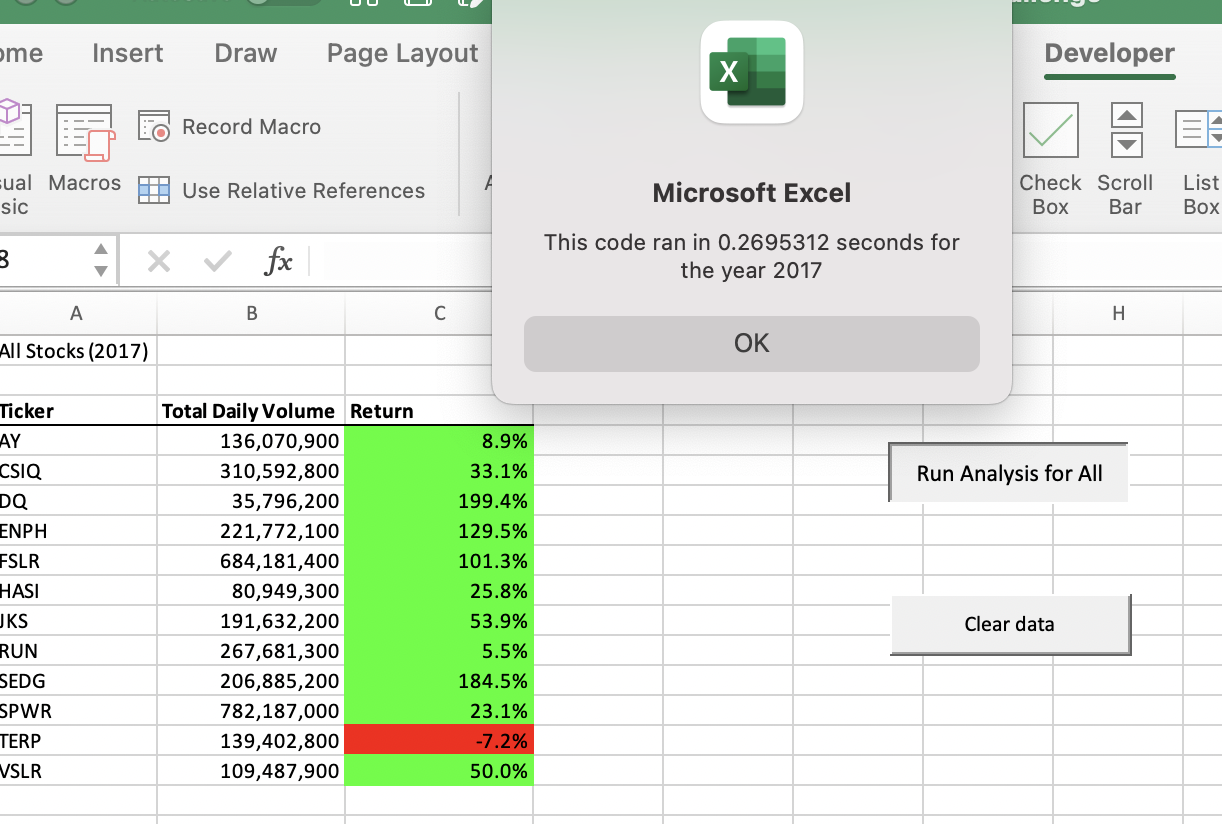 ome Insert Draw Page Layout Developer
Record Macro
Macros
Use Relative References
Check Box
Scroll Bar
List Box
ual
sic
X
Microsoft Excel
This code ran in 0.2695312 seconds for
the year 2017
OK
8 fx
A B C H
All Stocks (2017)
Ticker Total Daily Volume Return
AY 136,070,900 8.9%
CSIQ 310,592,800 33.1%
DQ 35,796,200 199.4%
ENPH 221,772,100 129.5%
FSLR 684,181,400 101.3%
HASI 80,949,300 25.8%
JKS 191,632,200 53.9%
RUN 267,681,300 5.5%
SEDG 206,885,200 184.5%
SPWR 782,187,000 23.1%
TERP 139,402,800 -7.2%
VSLR 109,487,900 50.0%
Run Analysis for All
Clear data